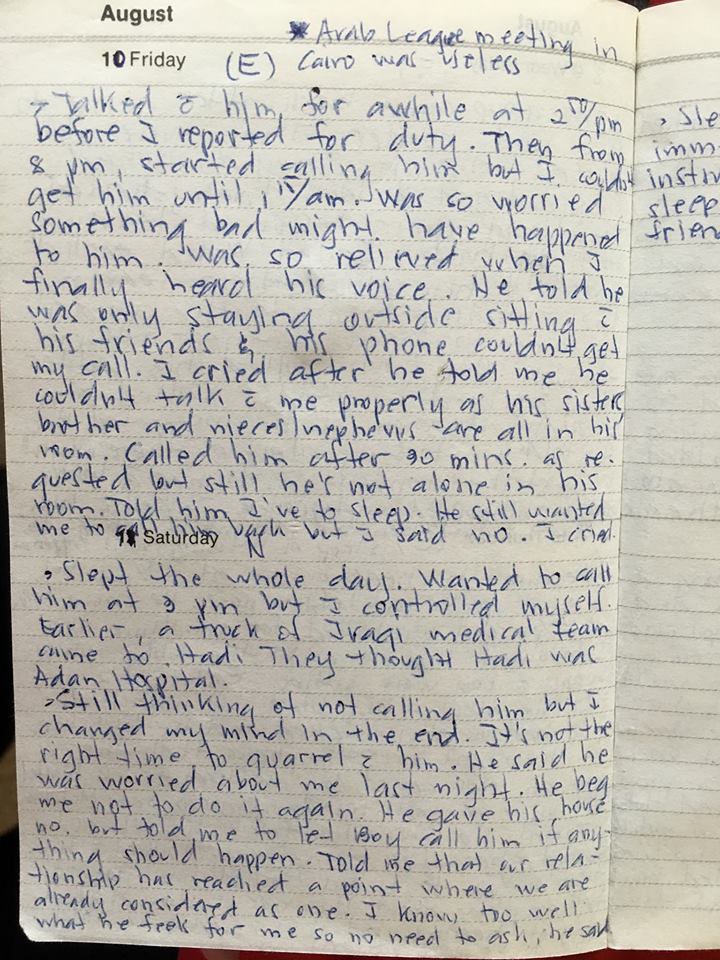 August
* Arab League meeting in
10 Friday (E) Cairo was useless
> Talked c̄ him for awhile at 2⁵⁰/pm
before I reported for duty. Then from
8 pm, started calling him but I couldn't
get him until 1¹⁵/am. Was so worried
something bad might have happened
to him. Was so relieved when I
finally heard his voice. He told he
was only staying outside sitting c̄
his friends & his phone couldn't get
my call. I cried after he told me he
couldn't talk c̄ me properly as his sisters,
brother and nieces/nephews are all in his
room. Called him after 30 mins. as re-
quested but still he's not alone in his
room. Told him I've to sleep. He still wanted
me to call him back but I said no. I cried.
11 Saturday
> Slept the whole day. Wanted to call
him at 3 pm but I controlled myself.
Earlier, a truck of Iraqi medical team
came to Hadi They thought Hadi was
Adan Hospital.
> Still thinking of not calling him but I
changed my mind in the end. It's not the
right time to quarrel c̄ him. He said he
was worried about me last night. He beg
me not to do it again. He gave his house
no. but told me to let Boy call him if any-
thing should happen. Told me that our rela-
tionship has reached a point where we are
already considered as one. I know too well
what he feels for me so no need to ask, he said
> Sle
imm
instr
sleep
frien